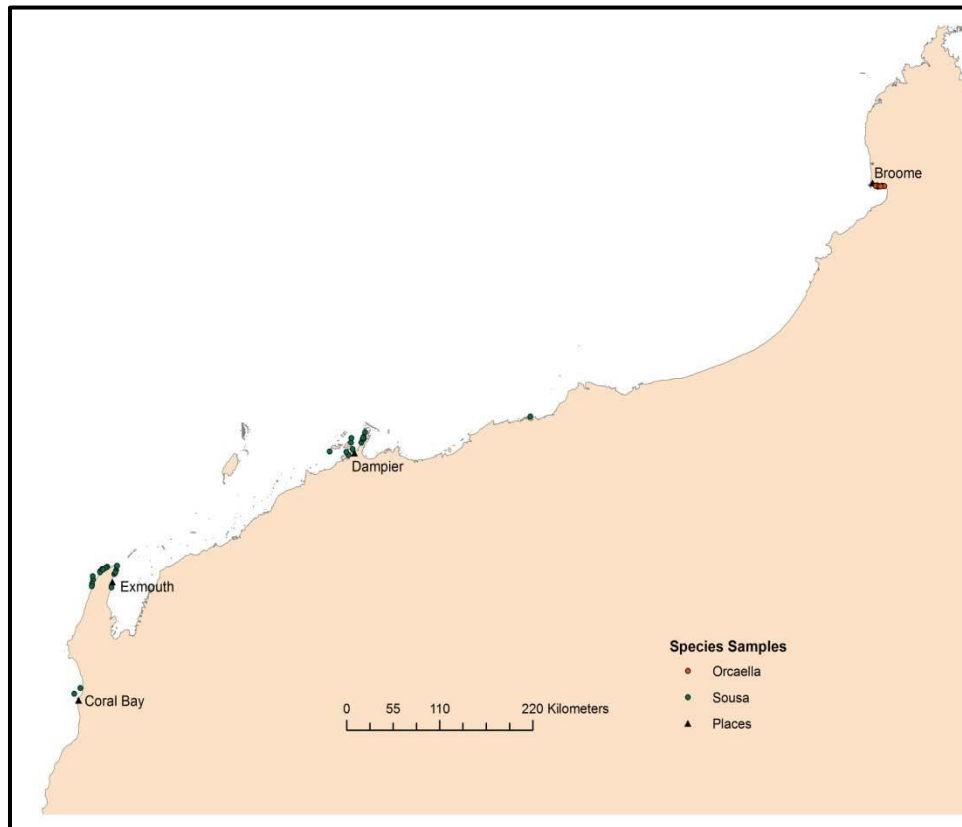 Broome
Dampier
Exmouth
Coral Bay
Species Samples
Orcaella
Sousa
Places
0 55 110 220 Kilometers